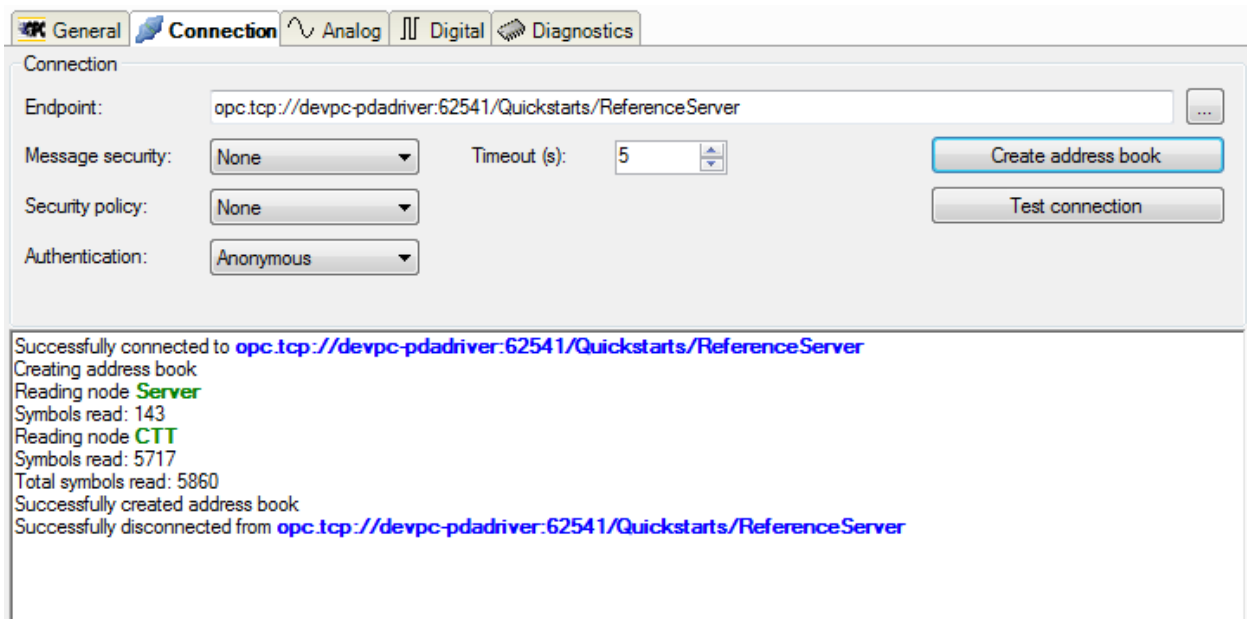 General Connection Analog Digital Diagnostics
Connection
Endpoint: opc.tcp://devpc-pdadriver:62541/Quickstarts/ReferenceServer ...
Message security: None Timeout (s): 5 Create address book
Security policy: None Test connection
Authentication: Anonymous
Successfully connected to opc.tcp://devpc-pdadriver:62541/Quickstarts/ReferenceServer
Creating address book
Reading node Server
Symbols read: 143
Reading node CTT
Symbols read: 5717
Total symbols read: 5860
Successfully created address book
Successfully disconnected from opc.tcp://devpc-pdadriver:62541/Quickstarts/ReferenceServer